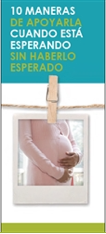 10 MANERAS
DE APOYARLA
CUANDO ESTÁ
ESPERANDO
SIN HABERLO
ESPERADO